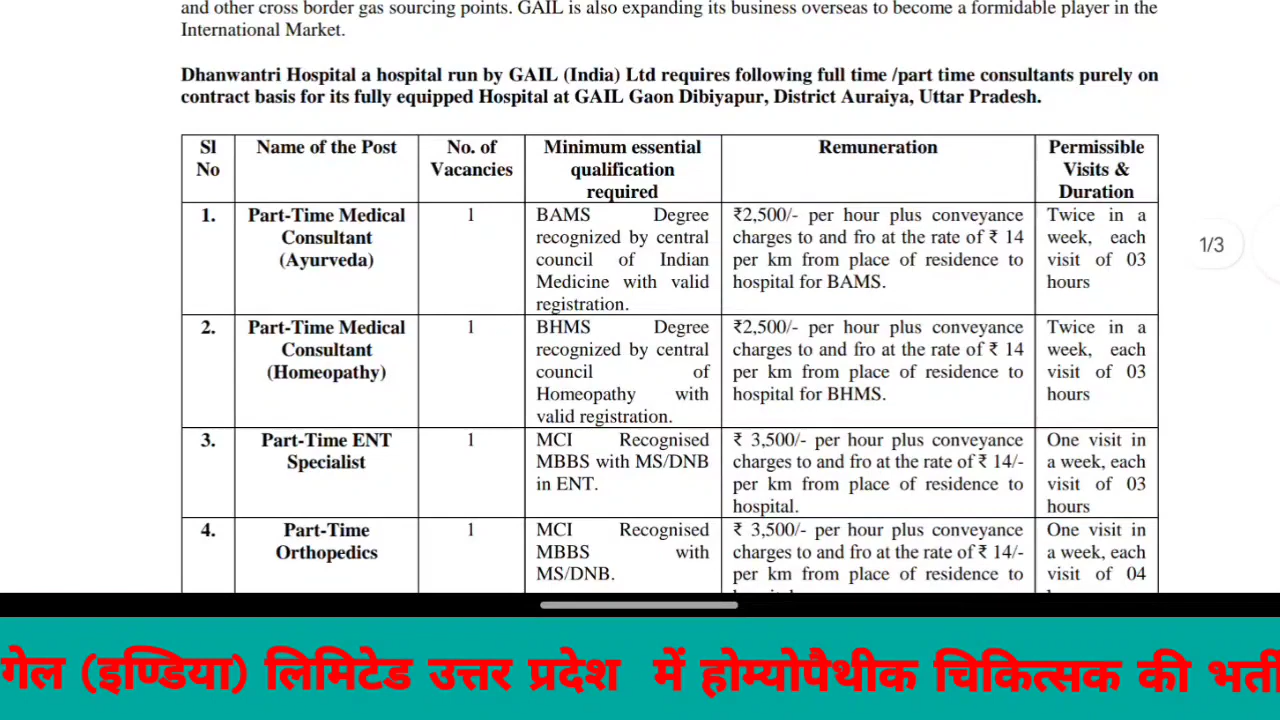 and other cross border gas sourcing points. GAIL is also expanding its business overseas to become a formidable player in the
International Market.
Dhanwantri Hospital a hospital run by GAIL (India) Ltd requires following full time /part time consultants purely on
contract basis for its fully equipped Hospital at GAIL Gaon Dibiyapur, District Auraiya, Uttar Pradesh.
Sl
No
Name of the Post
No. of
Vacancies
Minimum essential
qualification
required
Remuneration
Permissible
Visits &
Duration
1.
Part-Time Medical
Consultant
(Ayurveda)
1
BAMS Degree
recognized by central
council of Indian
Medicine with valid
registration.
₹2,500/- per hour plus conveyance
charges to and fro at the rate of ₹ 14
per km from place of residence to
hospital for BAMS.
Twice in a
week, each
visit of 03
hours
2.
Part-Time Medical
Consultant
(Homeopathy)
1
BHMS Degree
recognized by central
council of
Homeopathy with
valid registration.
₹2,500/- per hour plus conveyance
charges to and fro at the rate of ₹ 14
per km from place of residence to
hospital for BHMS.
Twice in a
week, each
visit of 03
hours
3.
Part-Time ENT
Specialist
1
MCI Recognised
MBBS with MS/DNB
in ENT.
₹ 3,500/- per hour plus conveyance
charges to and fro at the rate of ₹ 14/-
per km from place of residence to
hospital.
One visit in
a week, each
visit of 03
hours
4.
Part-Time
Orthopedics
1
MCI Recognised
MBBS with
MS/DNB.
₹ 3,500/- per hour plus conveyance
charges to and fro at the rate of ₹ 14/-
per km from place of residence to
One visit in
a week, each
visit of 04
1/3
गेल (इण्डिया) लिमिटेड उत्तर प्रदेश में होम्योपैथीक चिकित्सक की भर्ती